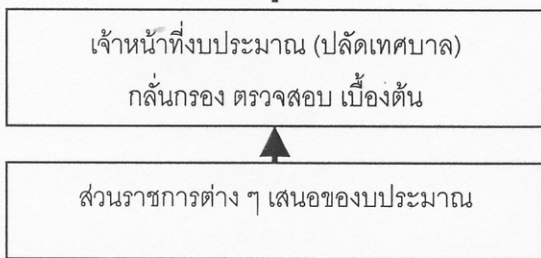 เจ้าหน้าที่งบประมาณ (ปลัดเทศบาล)
กลั่นกรอง ตรวจสอบ เบื้องต้น
ส่วนราชการต่าง ๆ เสนอของบประมาณ